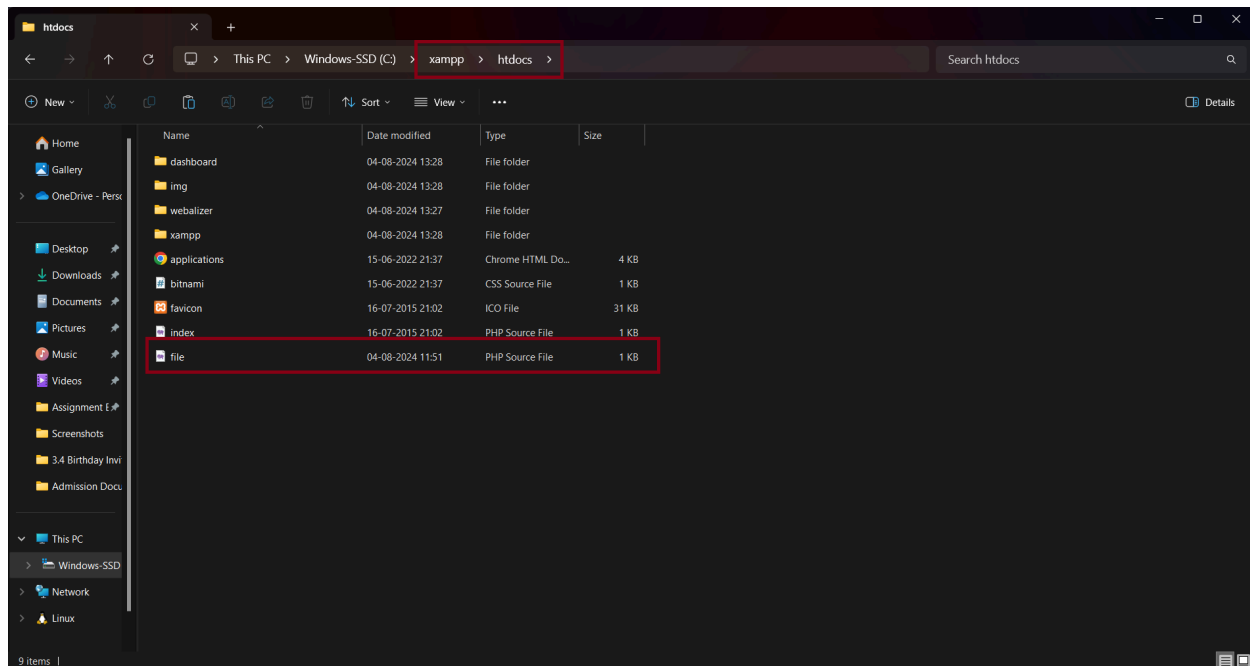 htdocs
This PC > Windows-SSD (C:) > xampp > htdocs >
Search htdocs
New
Sort
View
Details
Home
Gallery
OneDrive - Perso
Desktop
Downloads
Documents
Pictures
Music
Videos
Assignment E
Screenshots
3.4 Birthday Invi
Admission Docu
This PC
Windows-SSD
Network
Linux
Name Date modified Type Size
dashboard 04-08-2024 13:28 File folder
img 04-08-2024 13:28 File folder
webalizer 04-08-2024 13:27 File folder
xampp 04-08-2024 13:28 File folder
applications 15-06-2022 21:37 Chrome HTML Do... 4 KB
bitnami 15-06-2022 21:37 CSS Source File 1 KB
favicon 16-07-2015 21:02 ICO File 31 KB
index 16-07-2015 21:02 PHP Source File 1 KB
file 04-08-2024 11:51 PHP Source File 1 KB
9 items